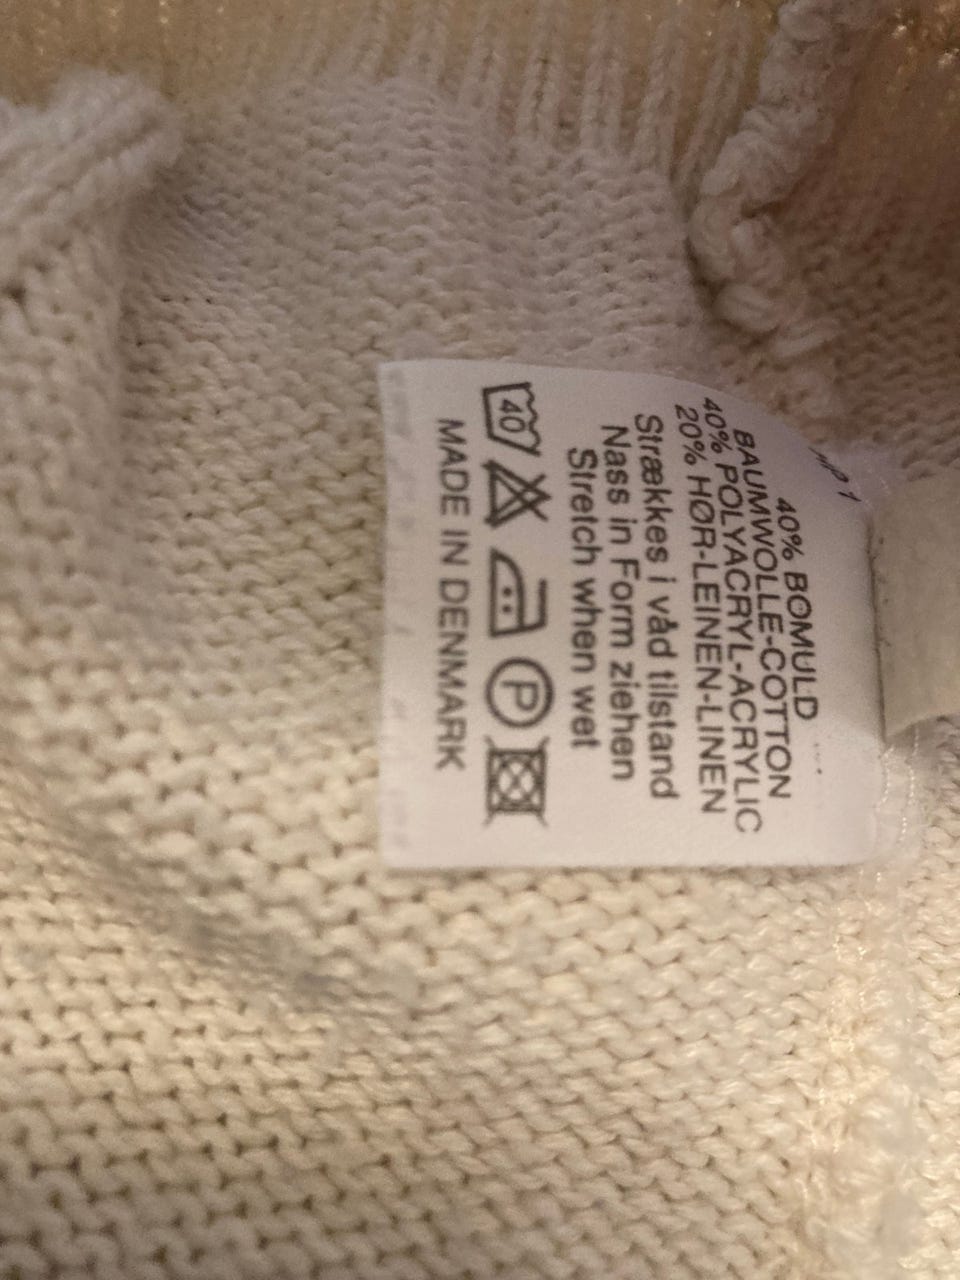 40% BOMULD
BAUMWOLLE-COTTON
40% POLYACRYL-ACRYLIC
20% HØR-LEINEN-LINEN
Strækkes i våd tilstand
Nass in Form ziehen
Stretch when wet
40 P
MADE IN DENMARK